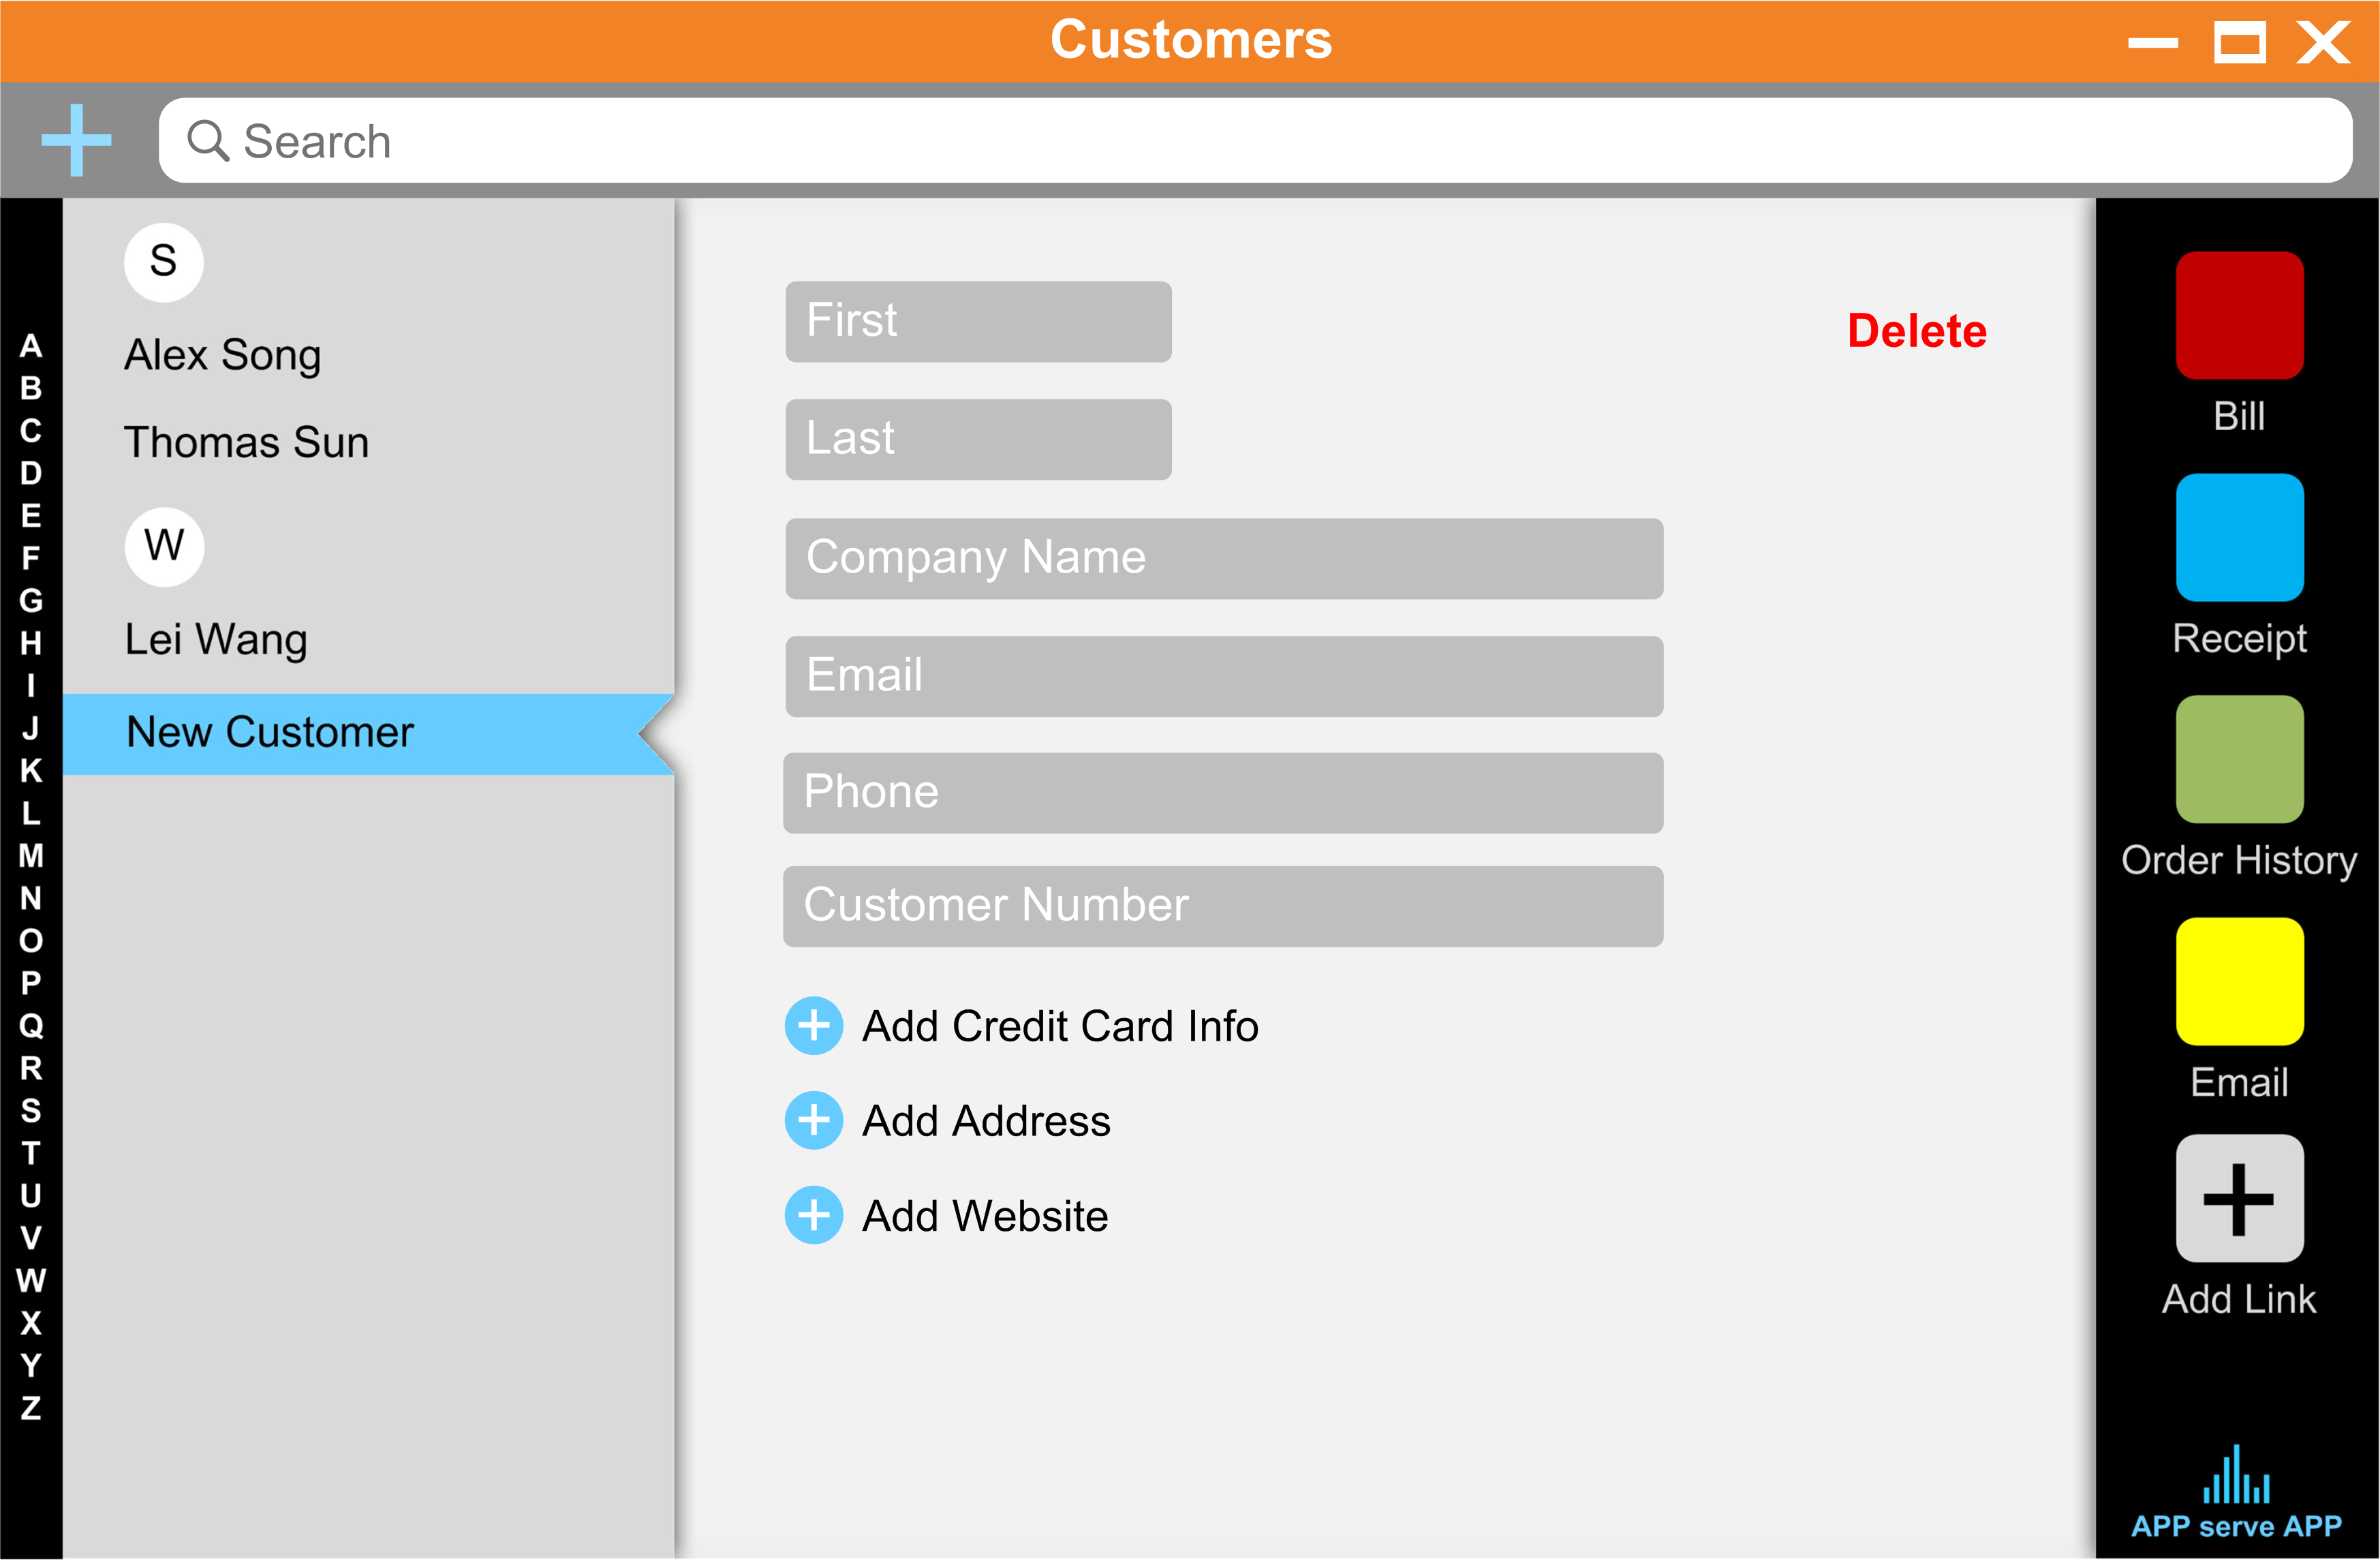 Customers
Search
A
B
C
D
E
F
G
H
I
J
K
L
M
N
O
P
Q
R
S
T
U
V
W
X
Y
Z
S
Alex Song
Thomas Sun
W
Lei Wang
New Customer
First
Delete
Last
Company Name
Email
Phone
Customer Number
Add Credit Card Info
Add Address
Add Website
Bill
Receipt
Order History
Email
Add Link
APP serve APP